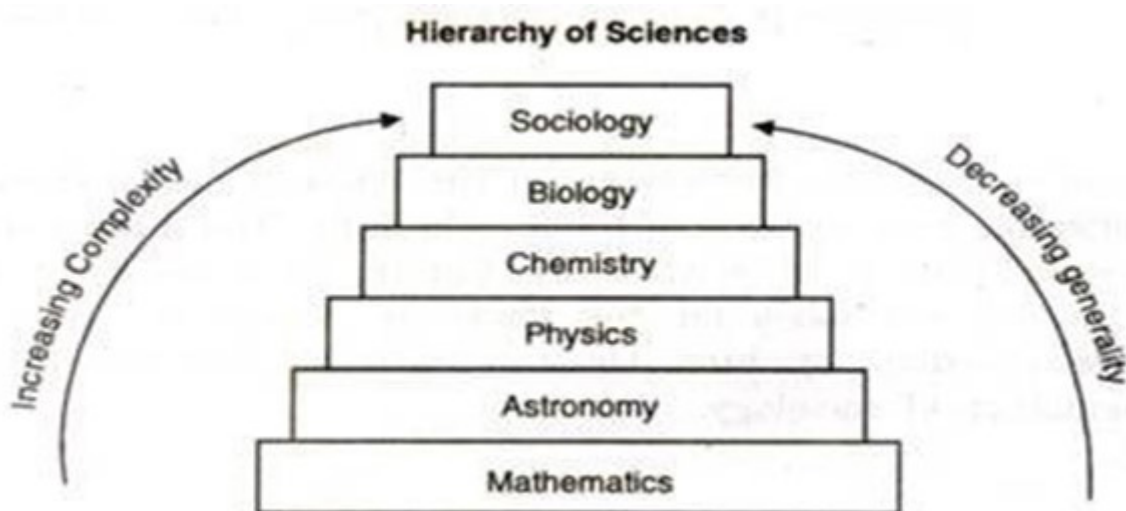 Hierarchy of Sciences
Sociology
Biology
Chemistry
Physics
Astronomy
Mathematics
Increasing Complexity
Decreasing generality